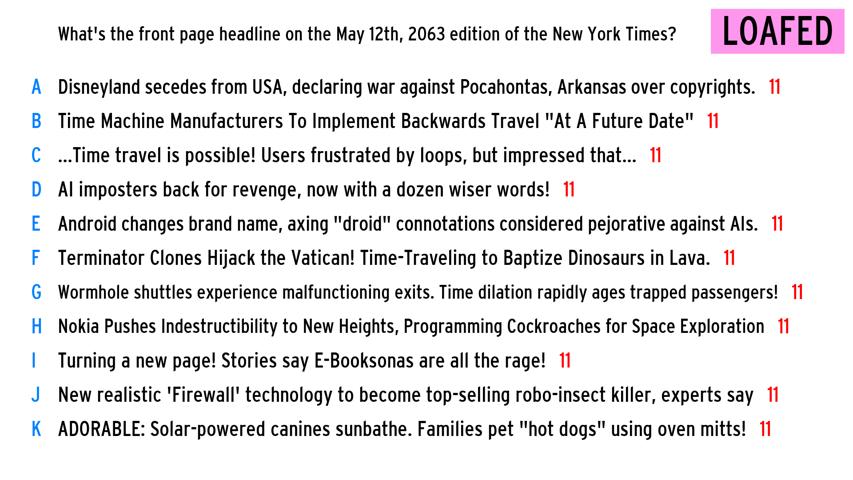 What's the front page headline on the May 12th, 2063 edition of the New York Times?
LOAFED
A Disneyland secedes from USA, declaring war against Pocahontas, Arkansas over copyrights. 11
B Time Machine Manufacturers To Implement Backwards Travel "At A Future Date" 11
C ...Time travel is possible! Users frustrated by loops, but impressed that... 11
D AI imposters back for revenge, now with a dozen wiser words! 11
E Android changes brand name, axing "droid" connotations considered pejorative against AIs. 11
F Terminator Clones Hijack the Vatican! Time-Traveling to Baptize Dinosaurs in Lava. 11
G Wormhole shuttles experience malfunctioning exits. Time dilation rapidly ages trapped passengers! 11
H Nokia Pushes Indestructibility to New Heights, Programming Cockroaches for Space Exploration 11
I Turning a new page! Stories say E-Booksonas are all the rage! 11
J New realistic 'Firewall' technology to become top-selling robo-insect killer, experts say 11
K ADORABLE: Solar-powered canines sunbathe. Families pet "hot dogs" using oven mitts! 11